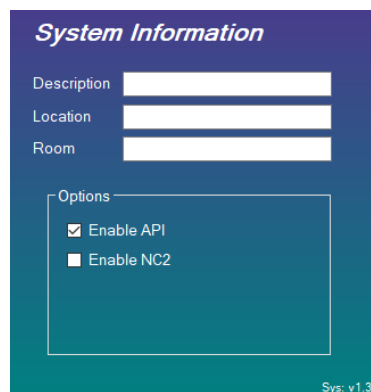 System Information
Description
Location
Room
Options
Enable API
Enable NC2
Sys: v1.3